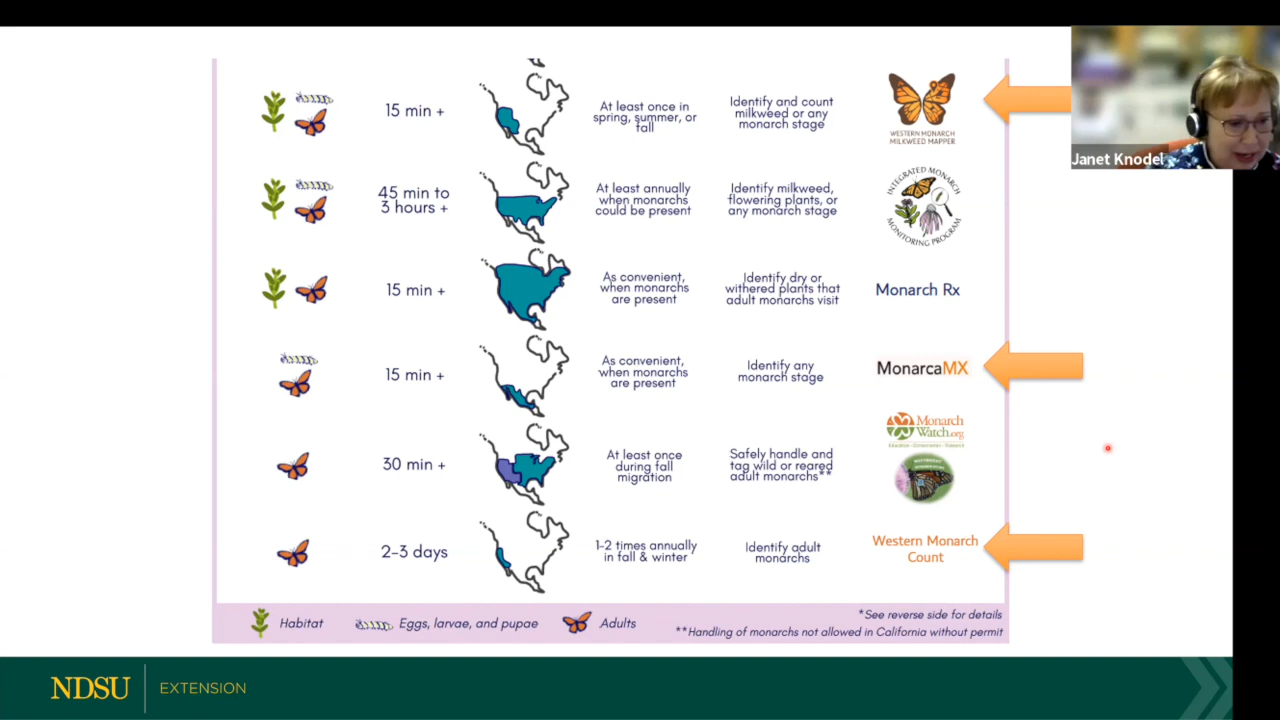 15 min +
At least once in
spring, summer, or
fall
Identify and count
milkweed or any
monarch stage
WESTERN MONARCH
MILKWEED MAPPER
Janet Knodel
45 min to
3 hours +
At least annually
when monarchs
could be present
Identify milkweed,
flowering plants, or
any monarch stage
INTEGRATED MONARCH
MONITORING PROGRAM
15 min +
As convenient,
when monarchs
are present
Identify dry or
withered plants that
adult monarchs visit
Monarch Rx
15 min +
As convenient,
when monarchs
are present
Identify any
monarch stage
MonarcaMX
30 min +
At least once
during fall
migration
Safely handle and
tag wild or reared
adult monarchs**
Monarch
Watch.org
Education • Conservation • Research
2-3 days
1-2 times annually
in fall & winter
Identify adult
monarchs
Western Monarch
Count
Habitat
Eggs, larvae, and pupae
Adults
*See reverse side for details
**Handling of monarchs not allowed in California without permit
NDSU
EXTENSION